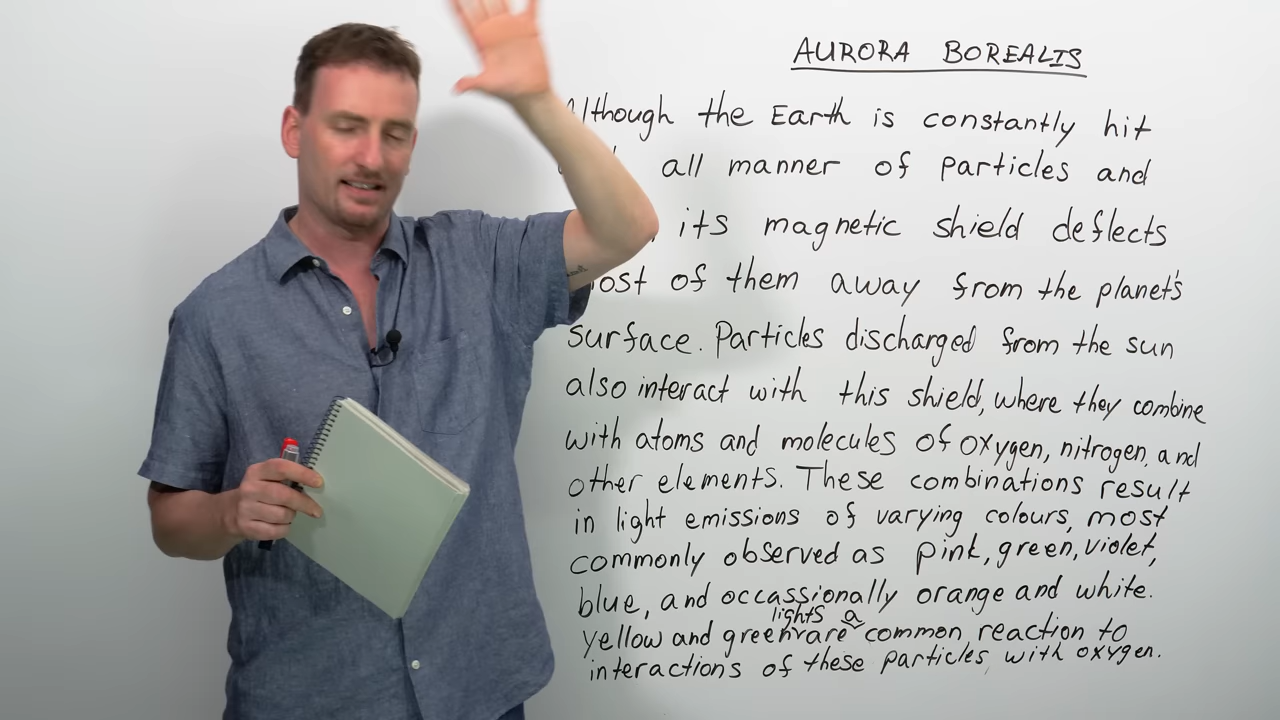 AURORA BOREALIS
Although the Earth is constantly hit
all manner of particles and
its magnetic shield deflects
most of them away from the planet's
surface. Particles discharged from the sun
also interact with this shield, where they combine
with atoms and molecules of oxygen, nitrogen, and
other elements. These combinations result
in light emissions of varying colours, most
commonly observed as pink, green, violet,
blue, and occassionally orange and white.
lights a
Yellow and green are common reaction to
interactions of these particles with oxygen.